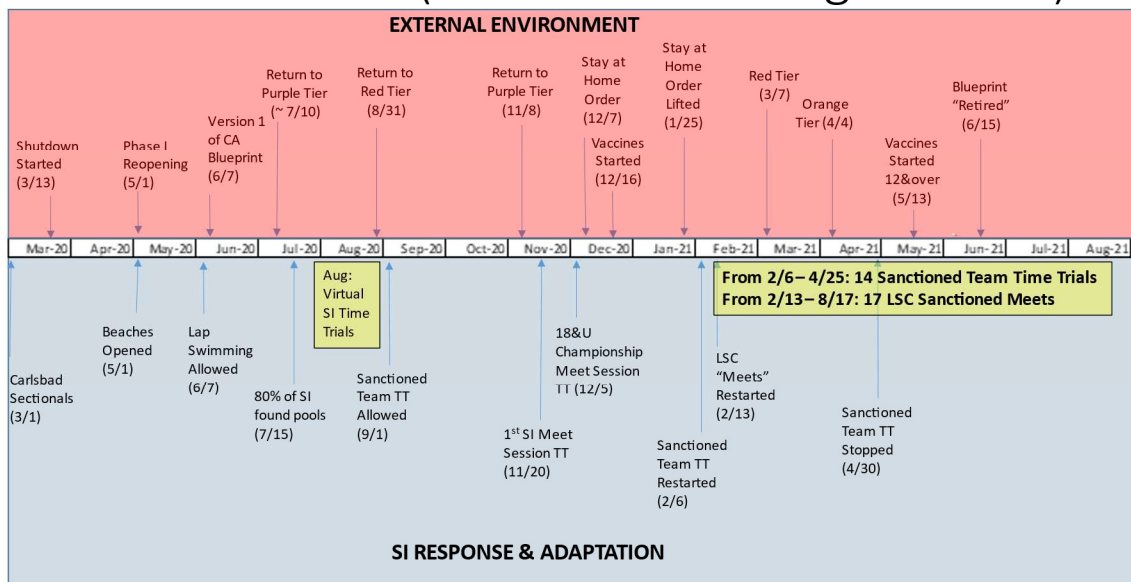 EXTERNAL ENVIRONMENT
Shutdown
Started
(3/13)
Phase I
Reopening
(5/1)
Version 1
of CA
Blueprint
(6/7)
Return to
Purple Tier
(~ 7/10)
Return to
Red Tier
(8/31)
Return to
Purple Tier
(11/8)
Stay at
Home
Order
(12/7)
Vaccines
Started
(12/16)
Stay at
Home
Order
Lifted
(1/25)
Red Tier
(3/7)
Orange
Tier (4/4)
Vaccines
Started
12&over
(5/13)
Blueprint
“Retired”
(6/15)
Mar-20 Apr-20 May-20 Jun-20 Jul-20 Aug-20 Sep-20 Oct-20 Nov-20 Dec-20 Jan-21 Feb-21 Mar-21 Apr-21 May-21 Jun-21 Jul-21 Aug-21
Carlsbad
Sectionals
(3/1)
Beaches
Opened
(5/1)
Lap
Swimming
Allowed
(6/7)
80% of SI
found pools
(7/15)
Aug:
Virtual
SI Time
Trials
Sanctioned
Team TT
Allowed
(9/1)
1st SI Meet
Session TT
(11/20)
18&U
Championship
Meet Session
TT (12/5)
Sanctioned
Team TT
Restarted
(2/6)
LSC
“Meets”
Restarted
(2/13)
From 2/6– 4/25: 14 Sanctioned Team Time Trials
From 2/13– 8/17: 17 LSC Sanctioned Meets
Sanctioned
Team TT
Stopped
(4/30)
SI RESPONSE & ADAPTATION